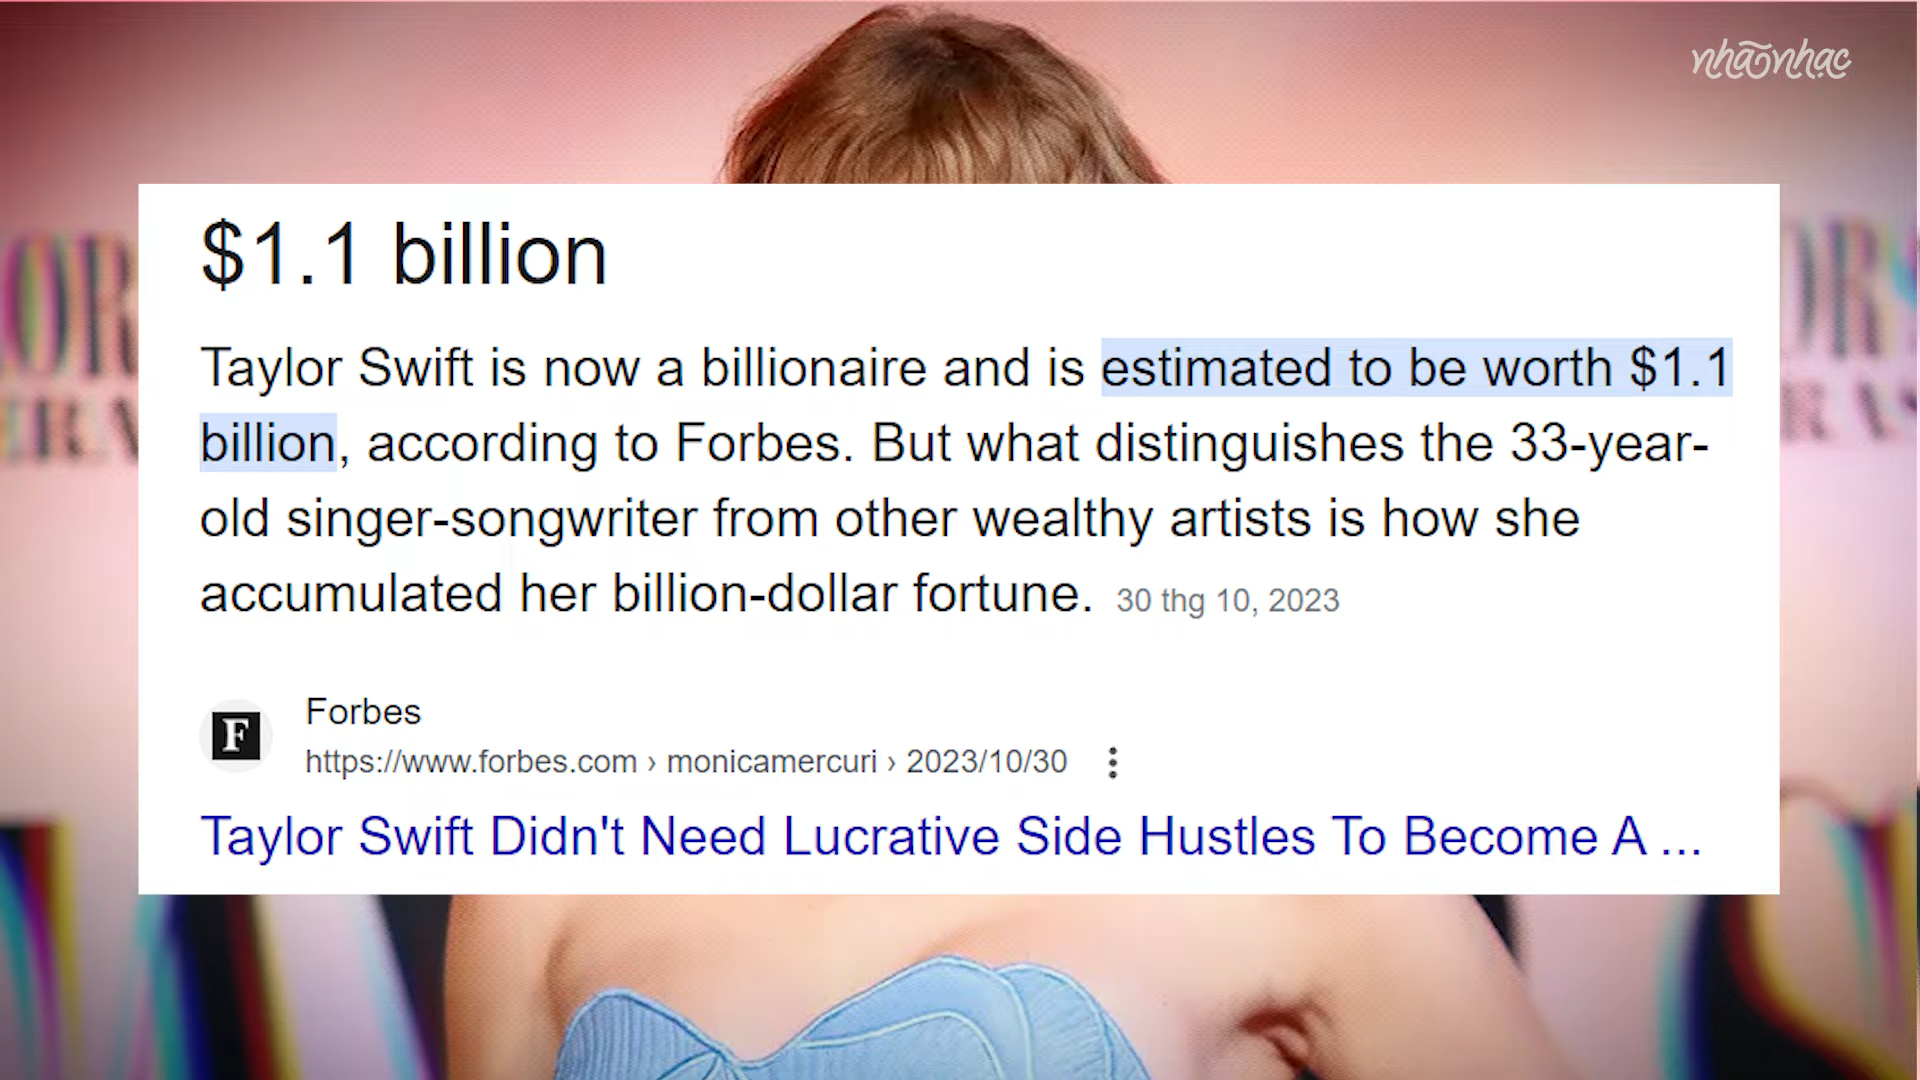 nhạc nhạc
$1.1 billion
Taylor Swift is now a billionaire and is estimated to be worth $1.1
billion, according to Forbes. But what distinguishes the 33-year-
old singer-songwriter from other wealthy artists is how she
accumulated her billion-dollar fortune. 30 thg 10, 2023
F
Forbes
https://www.forbes.com › monicamercuri › 2023/10/30
Taylor Swift Didn't Need Lucrative Side Hustles To Become A ...